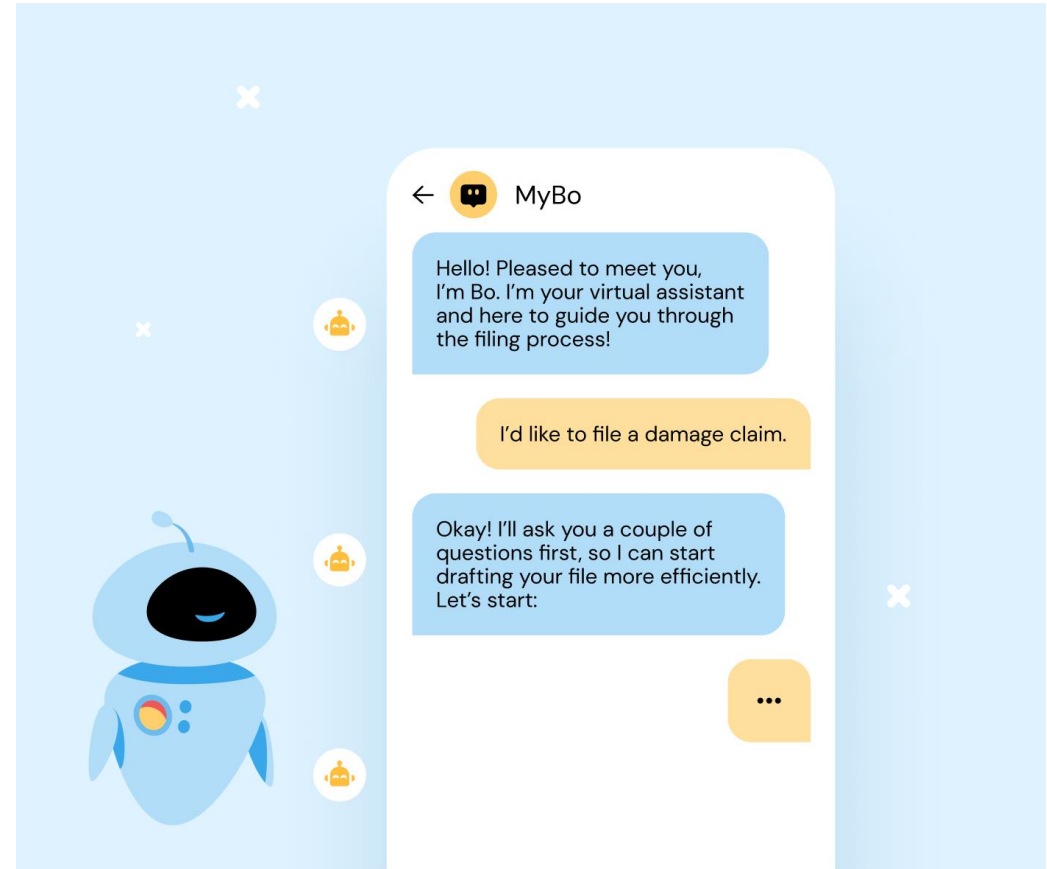 MyBo
Hello! Pleased to meet you,
I’m Bo. I’m your virtual assistant
and here to guide you through
the filing process!
I’d like to file a damage claim.
Okay! I’ll ask you a couple of
questions first, so I can start
drafting your file more efficiently.
Let’s start:
...